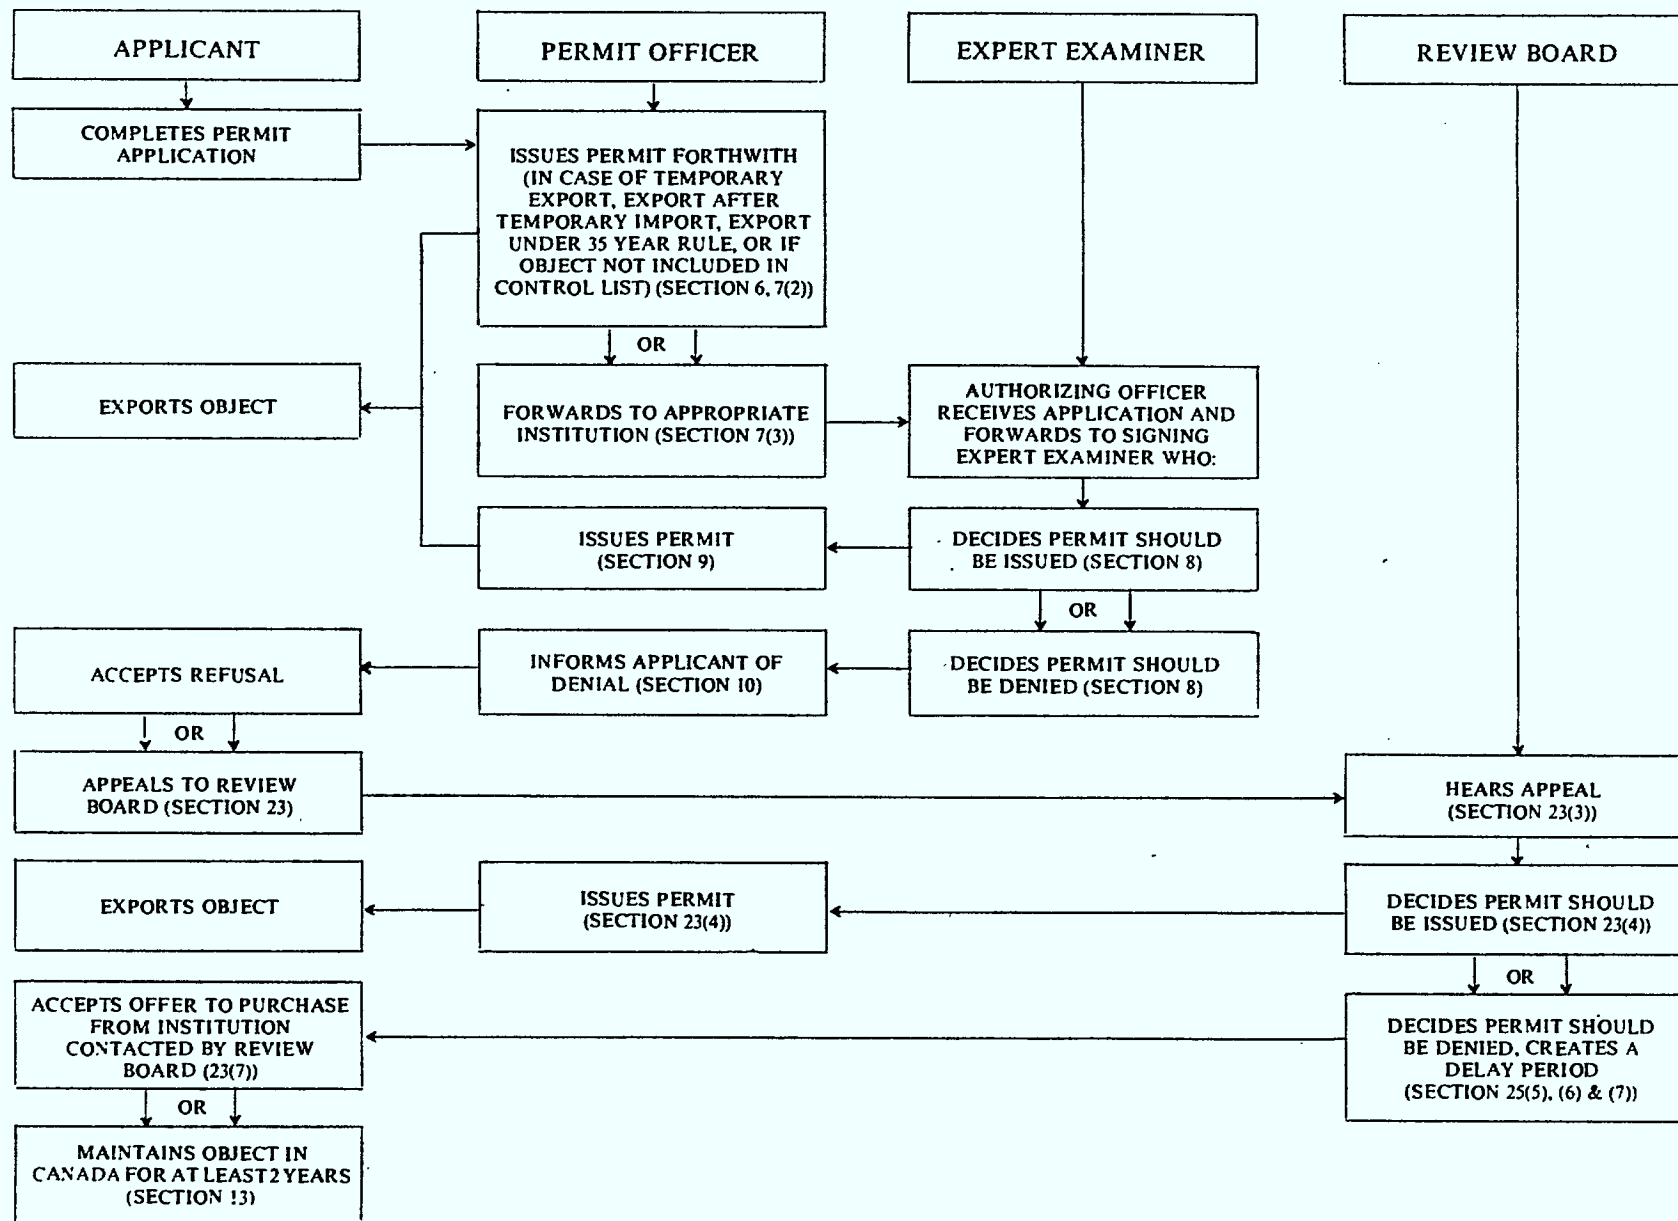 APPLICANT
PERMIT OFFICER
EXPERT EXAMINER
REVIEW BOARD
COMPLETES PERMIT
APPLICATION
ISSUES PERMIT FORTHWITH
(IN CASE OF TEMPORARY
EXPORT, EXPORT AFTER
TEMPORARY IMPORT, EXPORT
UNDER 35 YEAR RULE, OR IF
OBJECT NOT INCLUDED IN
CONTROL LIST) (SECTION 6, 7(2))
OR
EXPORTS OBJECT
FORWARDS TO APPROPRIATE
INSTITUTION (SECTION 7(3))
AUTHORIZING OFFICER
RECEIVES APPLICATION AND
FORWARDS TO SIGNING
EXPERT EXAMINER WHO:
ISSUES PERMIT
(SECTION 9)
DECIDES PERMIT SHOULD
BE ISSUED (SECTION 8)
OR
ACCEPTS REFUSAL
INFORMS APPLICANT OF
DENIAL (SECTION 10)
DECIDES PERMIT SHOULD
BE DENIED (SECTION 8)
OR
APPEALS TO REVIEW
BOARD (SECTION 23)
HEARS APPEAL
(SECTION 23(3))
EXPORTS OBJECT
ISSUES PERMIT
(SECTION 23(4))
DECIDES PERMIT SHOULD
BE ISSUED (SECTION 23(4))
OR
ACCEPTS OFFER TO PURCHASE
FROM INSTITUTION
CONTACTED BY REVIEW
BOARD (23(7))
DECIDES PERMIT SHOULD
BE DENIED, CREATES A
DELAY PERIOD
(SECTION 25(5), (6) & (7))
OR
MAINTAINS OBJECT IN
CANADA FOR AT LEAST 2 YEARS
(SECTION 13)